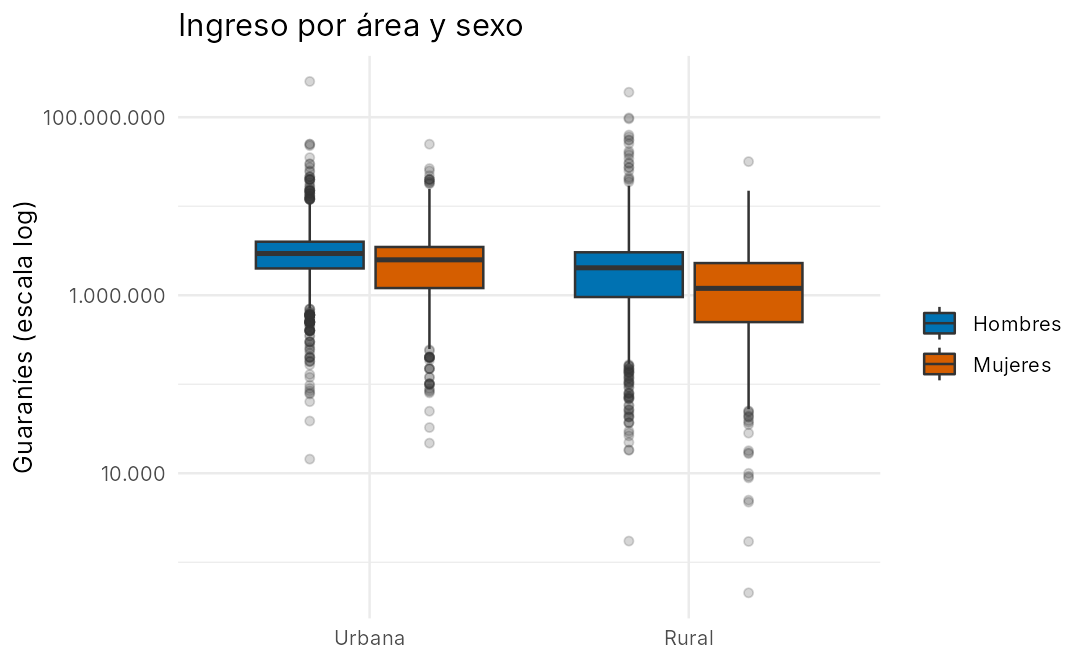 Ingreso por área y sexo
Guaraníes (escala log)
100.000.000
1.000.000
10.000
Urbana
Rural
Hombres
Mujeres